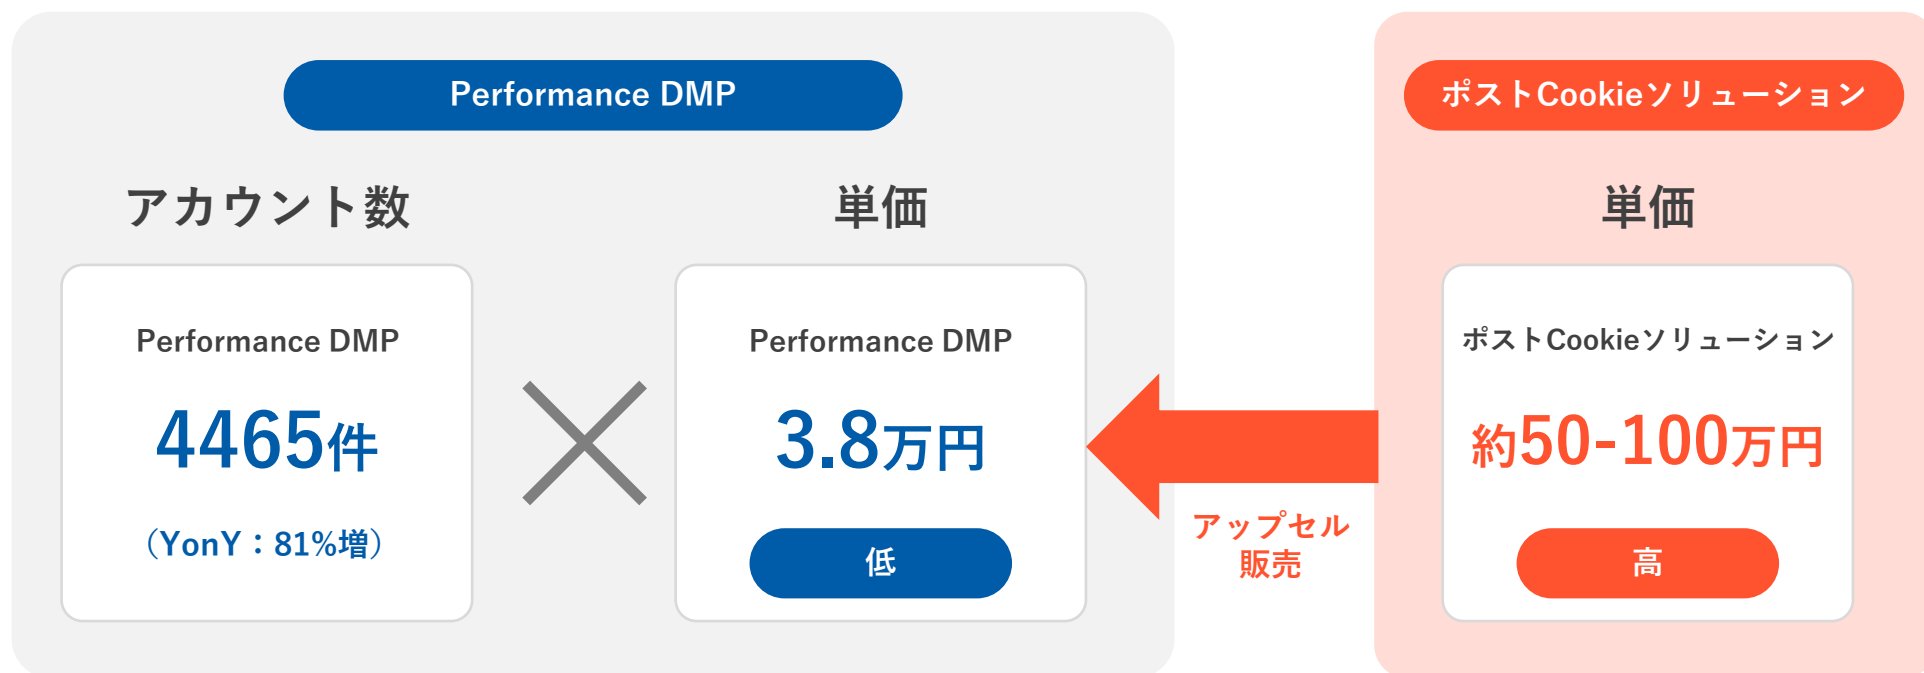 Performance DMP
アカウント数
Performance DMP
4465件
（YonY：81%増）
単価
Performance DMP
3.8万円
低
アップセル
販売
ポストCookieソリューション
単価
ポストCookieソリューション
約50-100万円
高